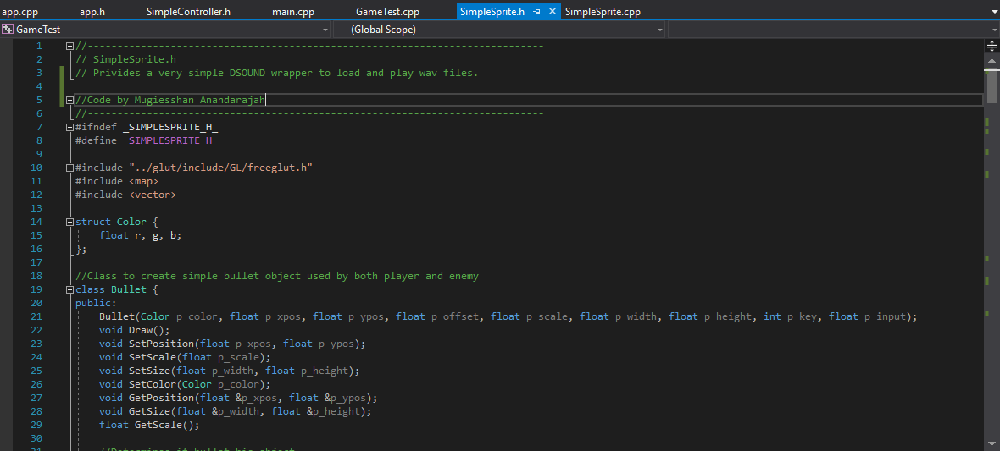 app.cpp app.h SimpleController.h main.cpp GameTest.cpp SimpleSprite.h SimpleSprite.cpp
GameTest (Global Scope)
1 //--------------------------------------------------------------------------------
2 // SimpleSprite.h
3 // Privides a very simple DSOUND wrapper to load and play wav files.
4
5 //Code by Mugiesshan Anandarajah
6 //--------------------------------------------------------------------------------
7 #ifndef _SIMPLESPRITE_H_
8 #define _SIMPLESPRITE_H_
9
10 #include "../glut/include/GL/freeglut.h"
11 #include <map>
12 #include <vector>
13
14 struct Color {
15 float r, g, b;
16 };
17
18 //Class to create simple bullet object used by both player and enemy
19 class Bullet {
20 public:
21 Bullet(Color p_color, float p_xpos, float p_ypos, float p_offset, float p_scale, float p_width, float p_height, int p_key, float p_input);
22 void Draw();
23 void SetPosition(float p_xpos, float p_ypos);
24 void SetScale(float p_scale);
25 void SetSize(float p_width, float p_height);
26 void SetColor(Color p_color);
27 void GetPosition(float &p_xpos, float &p_ypos);
28 void GetSize(float &p_width, float &p_height);
29 float GetScale();
30